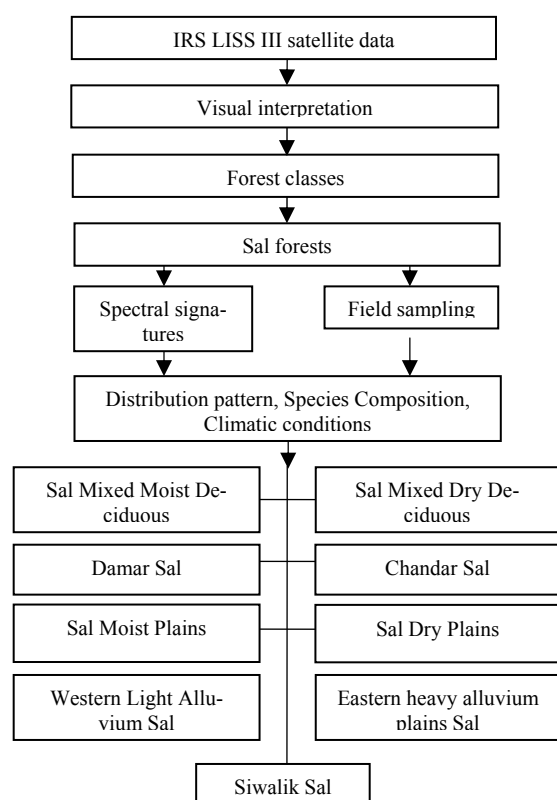 IRS LISS III satellite data
Visual interpretation
Forest classes
Sal forests
Spectral signa-
tures
Field sampling
Distribution pattern, Species Composition,
Climatic conditions
Sal Mixed Moist De-
ciduous
Sal Mixed Dry De-
ciduous
Damar Sal
Chandar Sal
Sal Moist Plains
Sal Dry Plains
Western Light Allu-
vium Sal
Eastern heavy alluvium
plains Sal
Siwalik Sal